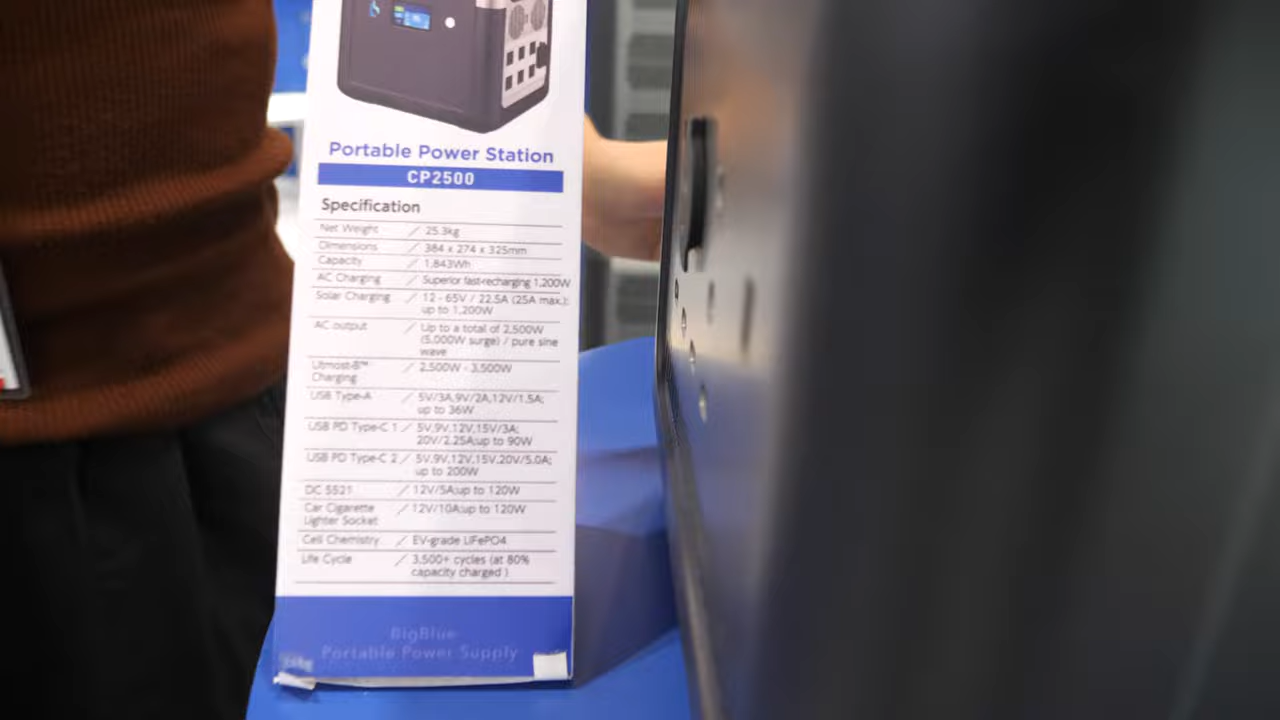 Portable Power Station
CP2500
Specification
Net Weight / 25.3kg
Dimensions / 384 x 274 x 325mm
Capacity / 1,843Wh
AC Charging / Superior fast-recharging 1,200W
Solar Charging / 12 - 65V / 22.5A (25A max.);
up to 1,200W
AC output / Up to a total of 2,500W
(5,000W surge) / pure sine
wave
Utmost-B™ / 2,500W - 3,500W
Charging
USB Type-A / 5V/3A,9V/2A,12V/1.5A;
up to 36W
USB PD Type-C 1 / 5V,9V,12V,15V/3A;
20V/2.25A;up to 90W
USB PD Type-C 2 / 5V,9V,12V,15V,20V/5.0A;
up to 200W
DC 5521 / 12V/5A;up to 120W
Car Cigarette / 12V/10A;up to 120W
Lighter Socket
Cell Chemistry / EV-grade LiFePO4
Life Cycle / 3,500+ cycles (at 80%
capacity charged )
BigBlue
Portable Power Supply